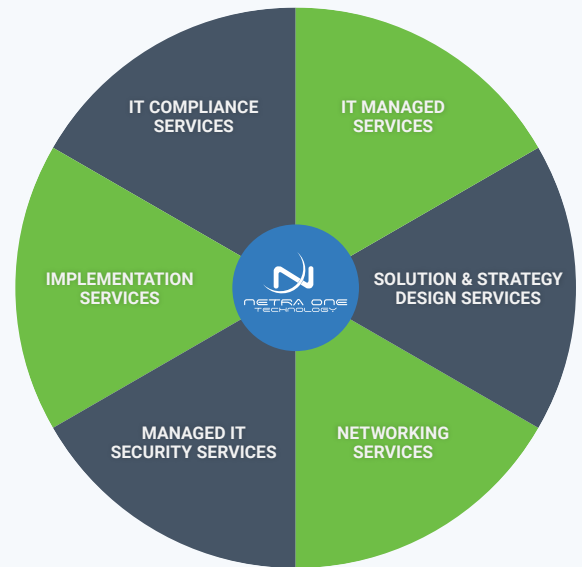 IT COMPLIANCE
SERVICES
IT MANAGED
SERVICES
IMPLEMENTATION
SERVICES
NETRA ONE
TECHNOLOGY
SOLUTION & STRATEGY
DESIGN SERVICES
MANAGED IT
SECURITY SERVICES
NETWORKING
SERVICES